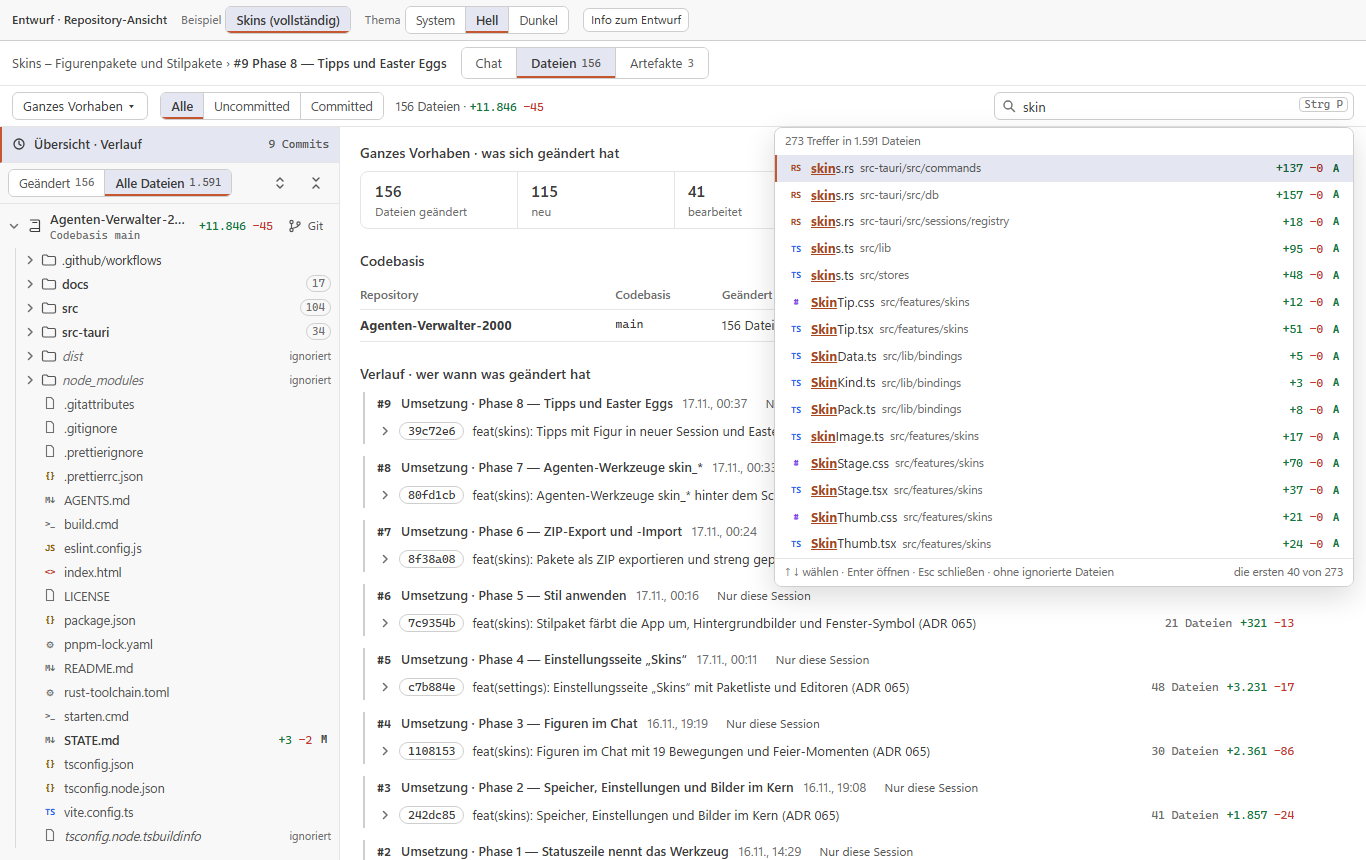 Entwurf · Repository-Ansicht Beispiel Skins (vollständig) Thema System Hell Dunkel Info zum Entwurf
Skins – Figurenpakete und Stilpakete › #9 Phase 8 — Tipps und Easter Eggs Chat Dateien 156 Artefakte 3
Ganzes Vorhaben Alle Uncommitted Committed 156 Dateien · +11.846 −45 skin Strg P
Übersicht · Verlauf 9 Commits
Geändert 156 Alle Dateien 1.591
Agenten-Verwalter-2... +11.846 −45 Git
Codebasis main
.github/workflows
docs 17
src 104
src-tauri 34
dist ignoriert
node_modules ignoriert
.gitattributes
.gitignore
.prettierignore
{} .prettierrc.json
M↓ AGENTS.md
>_ build.cmd
JS eslint.config.js
<> index.html
LICENSE
{} package.json
pnpm-lock.yaml
M↓ README.md
rust-toolchain.toml
>_ starten.cmd
M↓ STATE.md +3 −2 M
{} tsconfig.json
{} tsconfig.node.json
TS vite.config.ts
tsconfig.node.tsbuildinfo ignoriert
Ganzes Vorhaben · was sich geändert hat
156 115 41
Dateien geändert neu bearbeitet
Codebasis
Repository Codebasis Geändert
Agenten-Verwalter-2000 main 156 Datei
Verlauf · wer wann was geändert hat
#9 Umsetzung · Phase 8 — Tipps und Easter Eggs 17.11., 00:37 N
39c72e6 feat(skins): Tipps mit Figur in neuer Session und Easte
#8 Umsetzung · Phase 7 — Agenten-Werkzeuge skin_* 17.11., 00:33
80fd1cb feat(skins): Agenten-Werkzeuge skin_* hinter dem Sc
#7 Umsetzung · Phase 6 — ZIP-Export und -Import 17.11., 00:24
8f38a08 feat(skins): Pakete als ZIP exportieren und streng gep
#6 Umsetzung · Phase 5 — Stil anwenden 17.11., 00:16 Nur diese Session
7c9354b feat(skins): Stilpaket färbt die App um, Hintergrundbilder und Fenster-Symbol (ADR 065) 21 Dateien +321 −13
#5 Umsetzung · Phase 4 — Einstellungsseite „Skins“ 17.11., 00:11 Nur diese Session
c7b884e feat(settings): Einstellungsseite „Skins“ mit Paketliste und Editoren (ADR 065) 48 Dateien +3.231 −17
#4 Umsetzung · Phase 3 — Figuren im Chat 16.11., 19:19 Nur diese Session
1108153 feat(skins): Figuren im Chat mit 19 Bewegungen und Feier-Momenten (ADR 065) 30 Dateien +2.361 −86
#3 Umsetzung · Phase 2 — Speicher, Einstellungen und Bilder im Kern 16.11., 19:08 Nur diese Session
242dc85 feat(skins): Speicher, Einstellungen und Bilder im Kern (ADR 065) 41 Dateien +1.857 −24
#2 Umsetzung · Phase 1 — Statuszeile nennt das Werkzeug 16.11., 14:29 Nur diese Session
273 Treffer in 1.591 Dateien
RS skins.rs src-tauri/src/commands +137 −0 A
RS skins.rs src-tauri/src/db +157 −0 A
RS skins.rs src-tauri/src/sessions/registry +18 −0 A
TS skins.ts src/lib +95 −0 A
TS skins.ts src/stores +48 −0 A
# SkinTip.css src/features/skins +12 −0 A
TS SkinTip.tsx src/features/skins +51 −0 A
TS SkinData.ts src/lib/bindings +5 −0 A
TS SkinKind.ts src/lib/bindings +3 −0 A
TS SkinPack.ts src/lib/bindings +8 −0 A
TS skinImage.ts src/features/skins +17 −0 A
# SkinStage.css src/features/skins +70 −0 A
TS SkinStage.tsx src/features/skins +37 −0 A
# SkinThumb.css src/features/skins +21 −0 A
TS SkinThumb.tsx src/features/skins +24 −0 A
↑↓ wählen · Enter öffnen · Esc schließen · ohne ignorierte Dateien die ersten 40 von 273